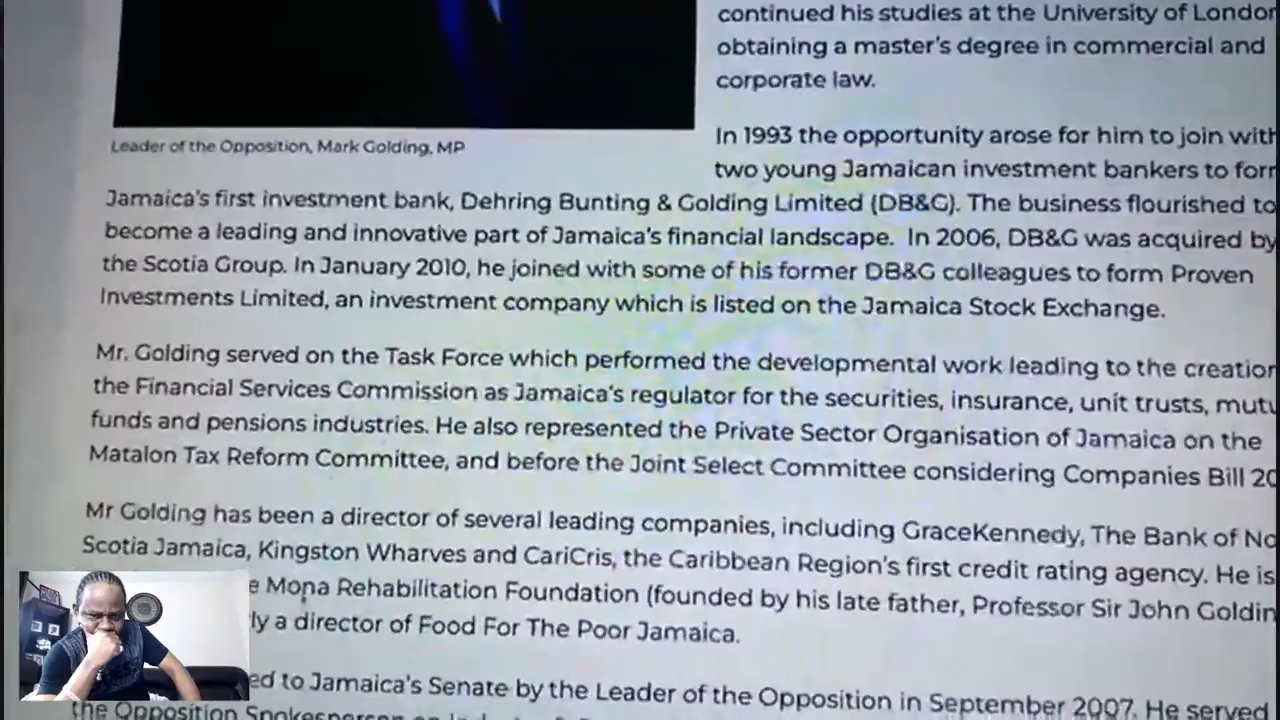 continued his studies at the University of London
obtaining a master's degree in commercial and
corporate law.
Leader of the Opposition, Mark Golding, MP
In 1993 the opportunity arose for him to join with
two young Jamaican investment bankers to form
Jamaica's first investment bank, Dehring Bunting & Golding Limited (DB&G). The business flourished to
become a leading and innovative part of Jamaica's financial landscape. In 2006, DB&G was acquired by
the Scotia Group. In January 2010, he joined with some of his former DB&G colleagues to form Proven
Investments Limited, an investment company which is listed on the Jamaica Stock Exchange.
Mr. Golding served on the Task Force which performed the developmental work leading to the creation
the Financial Services Commission as Jamaica's regulator for the securities, insurance, unit trusts, mutu
funds and pensions industries. He also represented the Private Sector Organisation of Jamaica on the
Matalon Tax Reform Committee, and before the Joint Select Committee considering Companies Bill 20
Mr Golding has been a director of several leading companies, including GraceKennedy, The Bank of No
Scotia Jamaica, Kingston Wharves and CariCris, the Caribbean Region's first credit rating agency. He is
e Mona Rehabilitation Foundation (founded by his late father, Professor Sir John Goldin
ly a director of Food For The Poor Jamaica.
ed to Jamaica's Senate by the Leader of the Opposition in September 2007. He served
the Opposition Spokesperson on